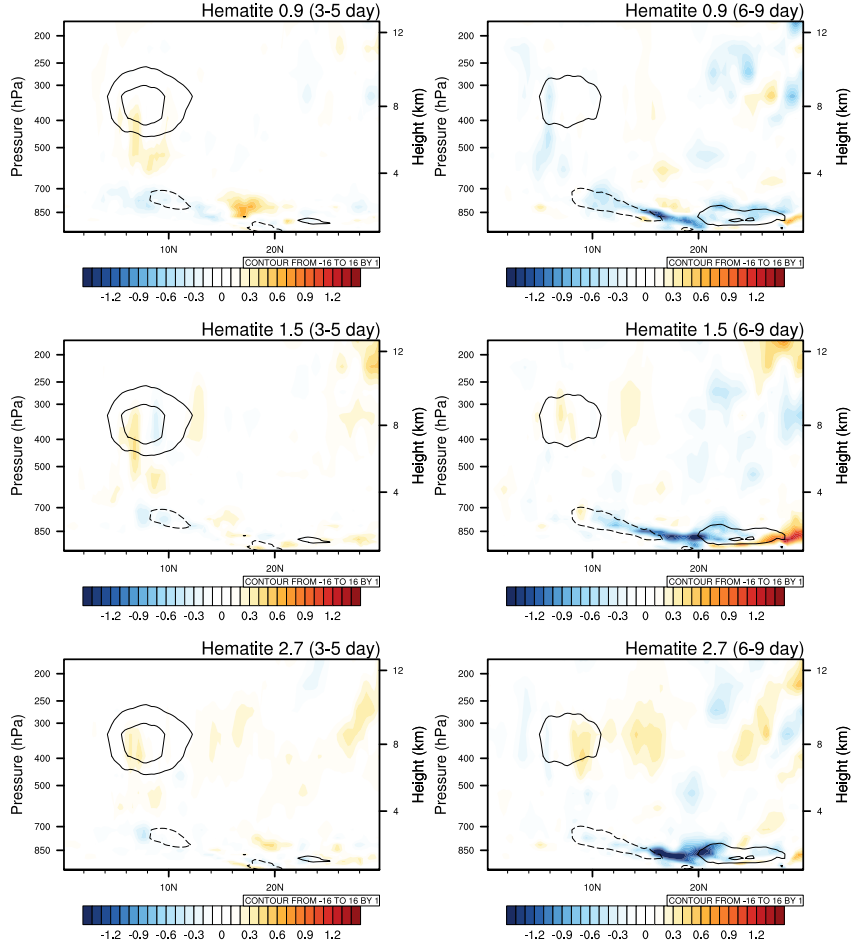 Hematite 0.9 (3-5 day)
200
250
300
400
500
700
850
Pressure (hPa)
12
8
4
Height (km)
10N
20N
CONTOUR FROM -16 TO 16 BY 1
-1.2 -0.9 -0.6 -0.3 0 0.3 0.6 0.9 1.2
Hematite 0.9 (6-9 day)
200
250
300
400
500
700
850
Pressure (hPa)
12
8
4
Height (km)
10N
20N
CONTOUR FROM -16 TO 16 BY 1
-1.2 -0.9 -0.6 -0.3 0 0.3 0.6 0.9 1.2
Hematite 1.5 (3-5 day)
200
250
300
400
500
700
850
Pressure (hPa)
12
8
4
Height (km)
10N
20N
CONTOUR FROM -16 TO 16 BY 1
-1.2 -0.9 -0.6 -0.3 0 0.3 0.6 0.9 1.2
Hematite 1.5 (6-9 day)
200
250
300
400
500
700
850
Pressure (hPa)
12
8
4
Height (km)
10N
20N
CONTOUR FROM -16 TO 16 BY 1
-1.2 -0.9 -0.6 -0.3 0 0.3 0.6 0.9 1.2
Hematite 2.7 (3-5 day)
200
250
300
400
500
700
850
Pressure (hPa)
12
8
4
Height (km)
10N
20N
CONTOUR FROM -16 TO 16 BY 1
-1.2 -0.9 -0.6 -0.3 0 0.3 0.6 0.9 1.2
Hematite 2.7 (6-9 day)
200
250
300
400
500
700
850
Pressure (hPa)
12
8
4
Height (km)
10N
20N
CONTOUR FROM -16 TO 16 BY 1
-1.2 -0.9 -0.6 -0.3 0 0.3 0.6 0.9 1.2